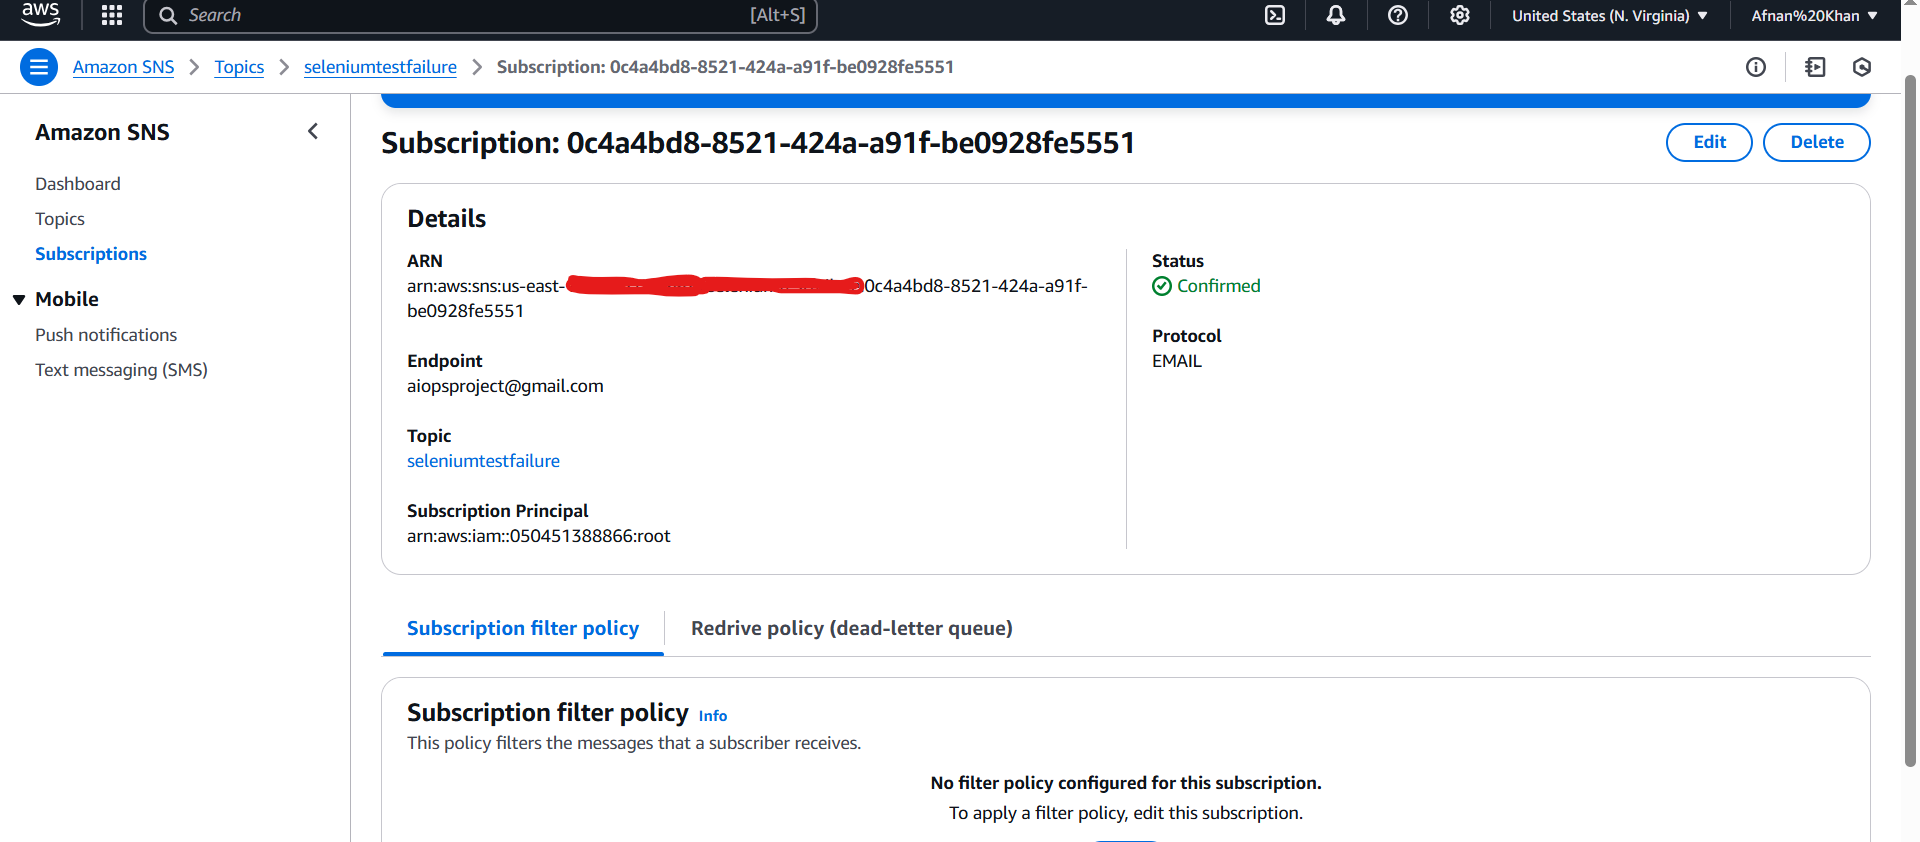 aws
Search
[Alt+S]
United States (N. Virginia)
Afnan%20Khan
Amazon SNS
Topics
seleniumtestfailure
Subscription: 0c4a4bd8-8521-424a-a91f-be0928fe5551
Amazon SNS
Dashboard
Topics
Subscriptions
Mobile
Push notifications
Text messaging (SMS)
Subscription: 0c4a4bd8-8521-424a-a91f-be0928fe5551
Edit
Delete
Details
ARN
arn:aws:sns:us-east- 0c4a4bd8-8521-424a-a91f-
be0928fe5551
Endpoint
aiopsproject@gmail.com
Topic
seleniumtestfailure
Subscription Principal
arn:aws:iam::050451388866:root
Status
Confirmed
Protocol
EMAIL
Subscription filter policy
Redrive policy (dead-letter queue)
Subscription filter policy Info
This policy filters the messages that a subscriber receives.
No filter policy configured for this subscription.
To apply a filter policy, edit this subscription.